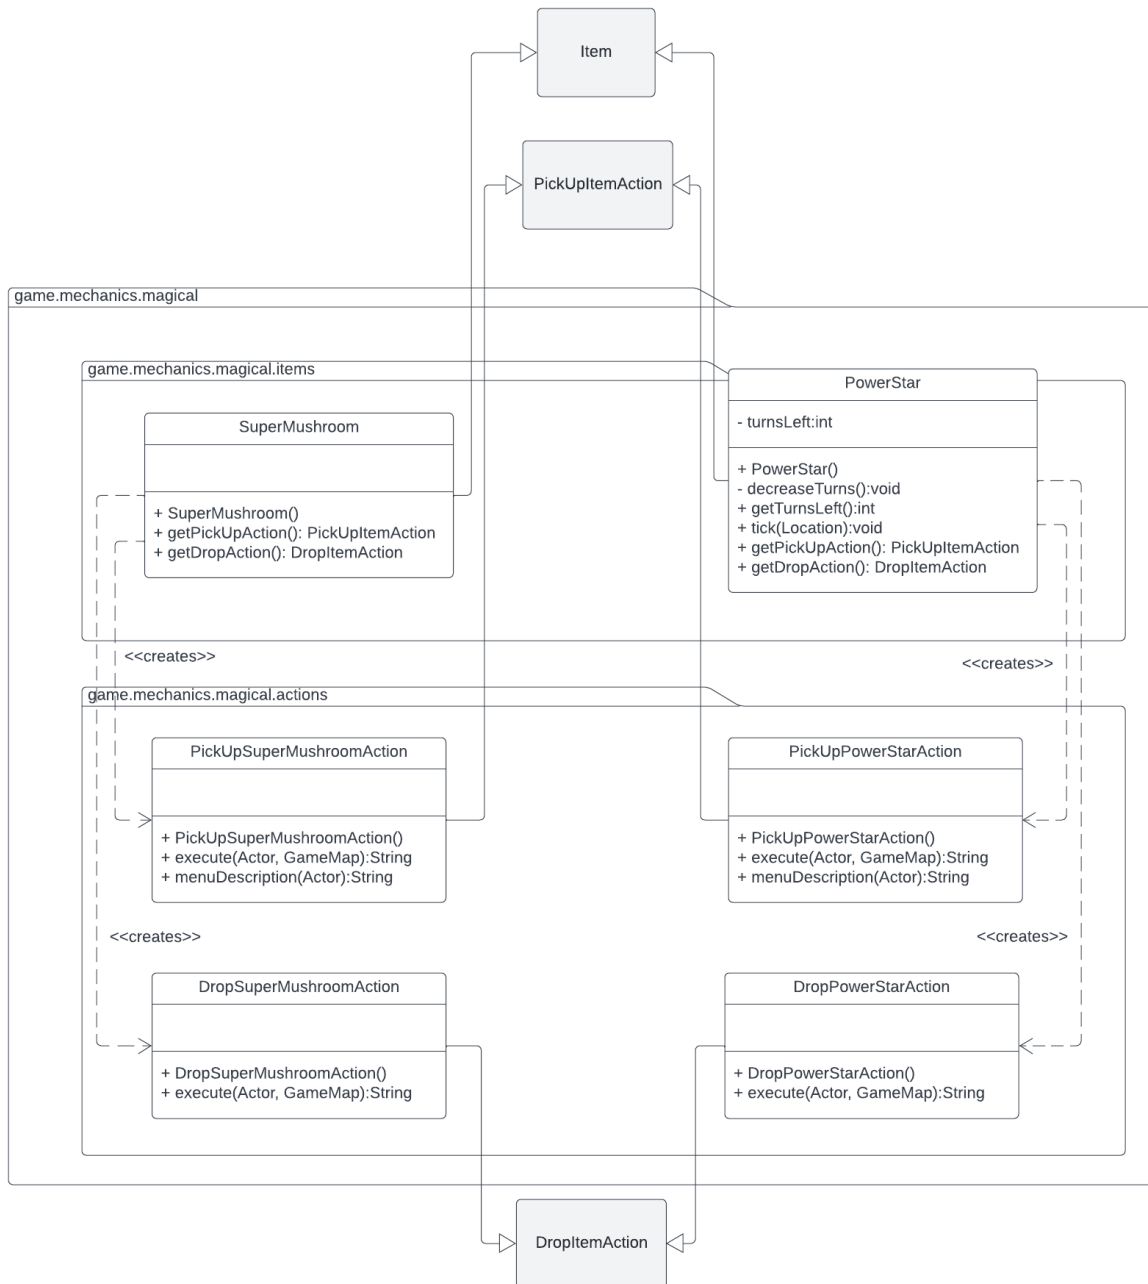 Item
PickUpItemAction
game.mechanics.magical
game.mechanics.magical.items
SuperMushroom
+ SuperMushroom()
+ getPickUpAction(): PickUpItemAction
+ getDropAction(): DropItemAction
PowerStar
- turnsLeft:int
+ PowerStar()
- decreaseTurns():void
+ getTurnsLeft():int
+ tick(Location):void
+ getPickUpAction(): PickUpItemAction
+ getDropAction(): DropItemAction
<<creates>>
<<creates>>
game.mechanics.magical.actions
PickUpSuperMushroomAction
+ PickUpSuperMushroomAction()
+ execute(Actor, GameMap):String
+ menuDescription(Actor):String
PickUpPowerStarAction
+ PickUpPowerStarAction()
+ execute(Actor, GameMap):String
+ menuDescription(Actor):String
<<creates>>
<<creates>>
DropSuperMushroomAction
+ DropSuperMushroomAction()
+ execute(Actor, GameMap):String
DropPowerStarAction
+ DropPowerStarAction()
+ execute(Actor, GameMap):String
DropItemAction